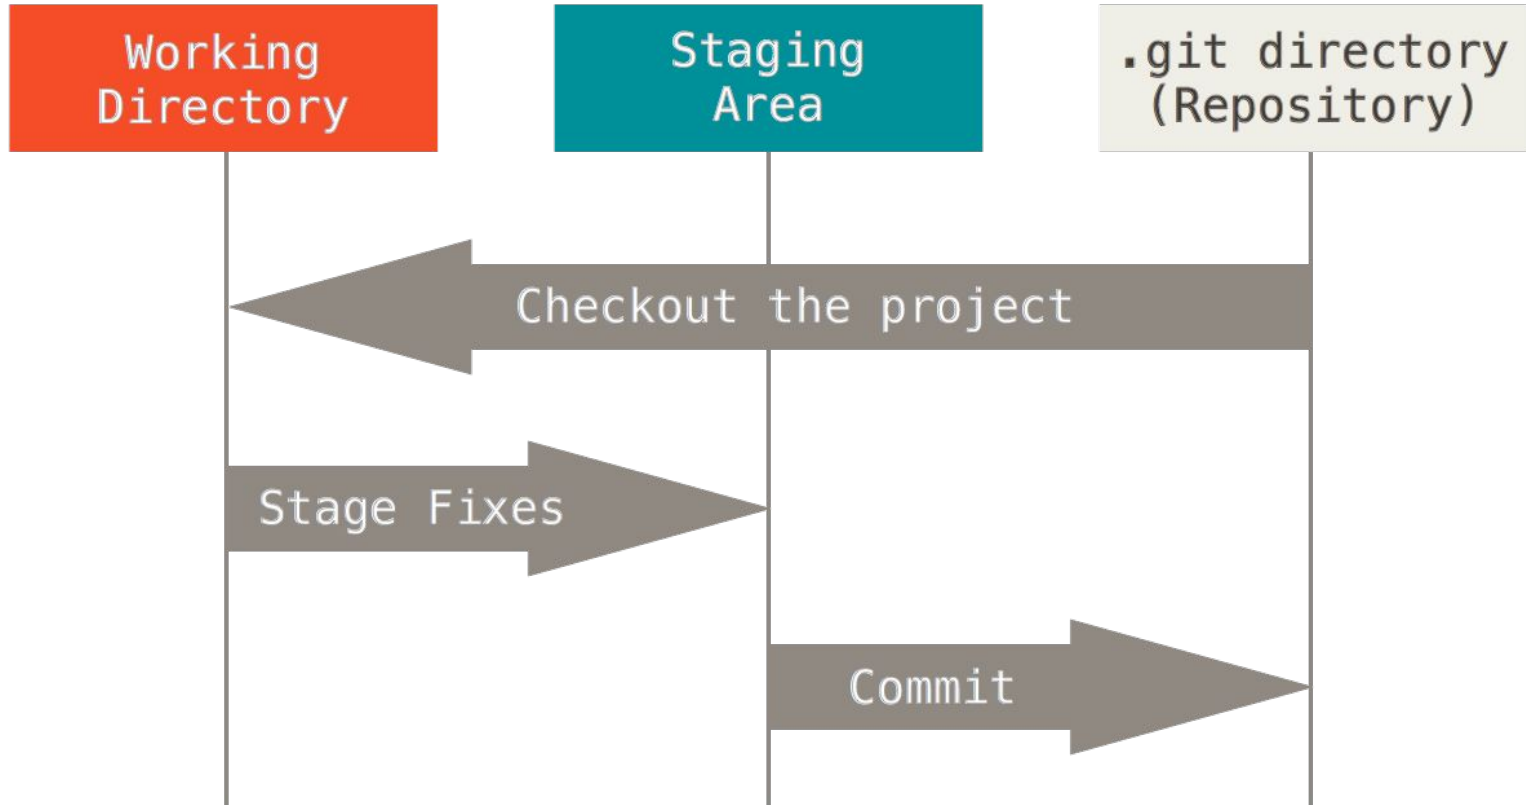 Working
Directory
Staging
Area
.git directory
(Repository)
Checkout the project
Stage Fixes
Commit